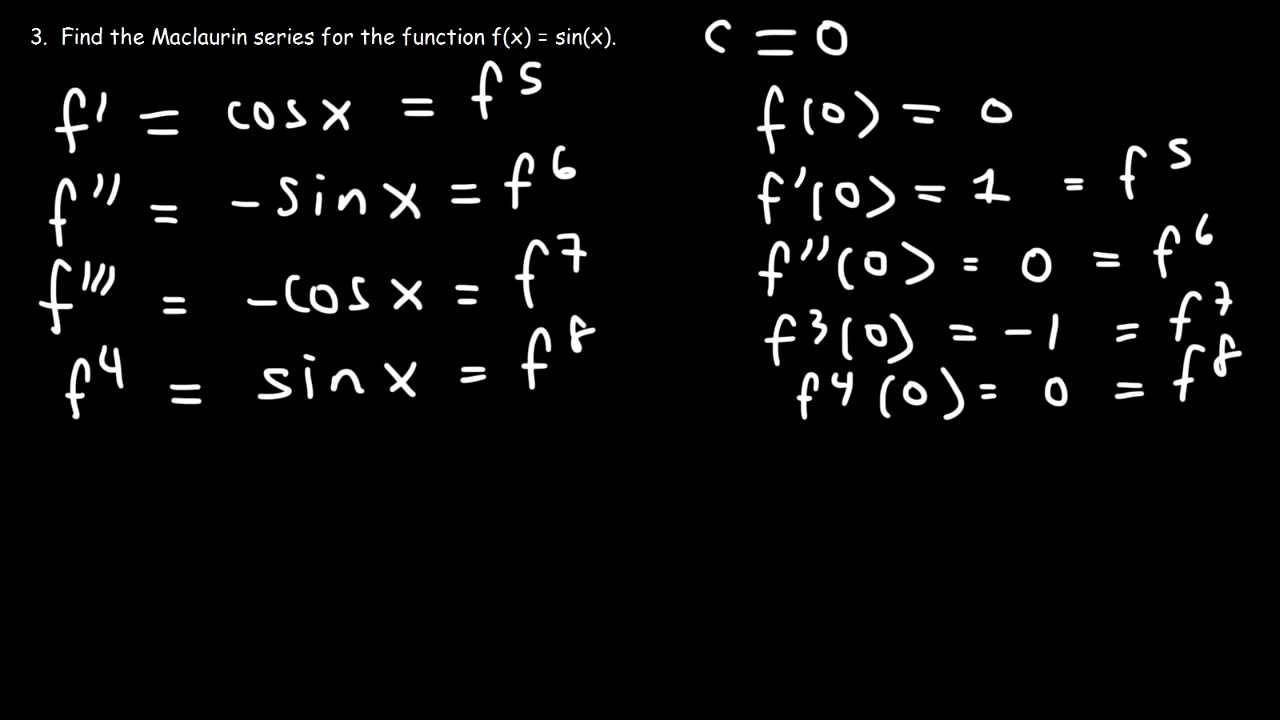 3. Find the Maclaurin series for the function f(x) = sin(x).
c = 0
f' = cos x = f⁵
f'' = -sin x = f⁶
f''' = -cos x = f⁷
f⁴ = sin x = f⁸
f(0) = 0
f'(0) = 1 = f⁵
f''(0) = 0 = f⁶
f³(0) = -1 = f⁷
f⁴(0) = 0 = f⁸